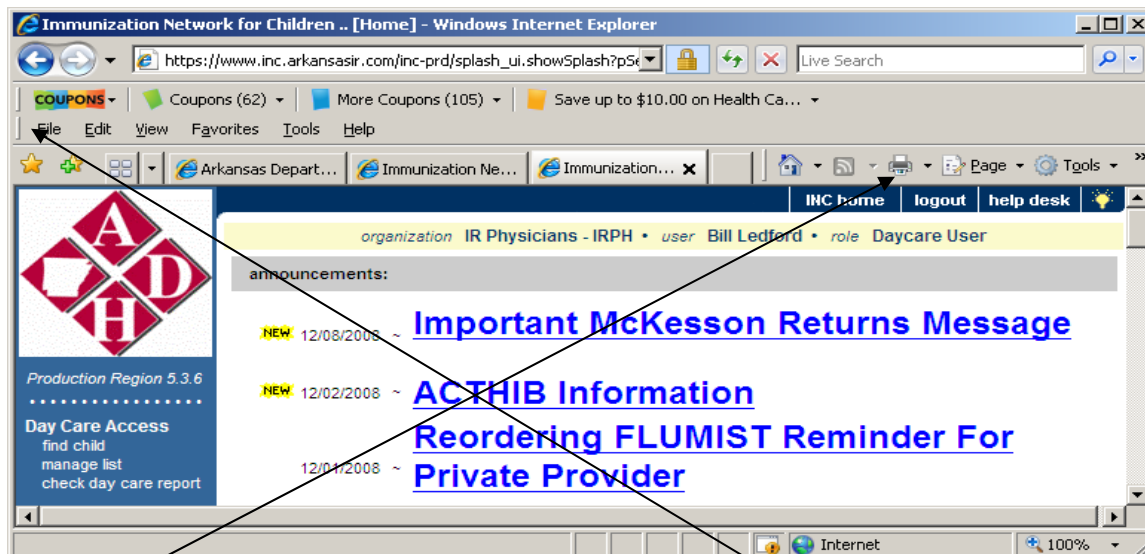 Immunization Network for Children .. [Home] - Windows Internet Explorer
https://www.inc.arkansasir.com/inc-prd/splash_ui.showSplash?pSe
Live Search
COUPONS
Coupons (62)
More Coupons (105)
Save up to $10.00 on Health Ca...
File Edit View Favorites Tools Help
Arkansas Depart...
Immunization Ne...
Immunization...
Page
Tools
»
INC home
logout
help desk
A
D
H
organization IR Physicians - IRPH • user Bill Ledford • role Daycare User
announcements:
NEW 12/08/2008 ~ Important McKesson Returns Message
Production Region 5.3.6
NEW 12/02/2008 ~ ACTHIB Information
Day Care Access
find child
manage list
check day care report
Reordering FLUMIST Reminder For
12/01/2008 ~ Private Provider
Internet
100%